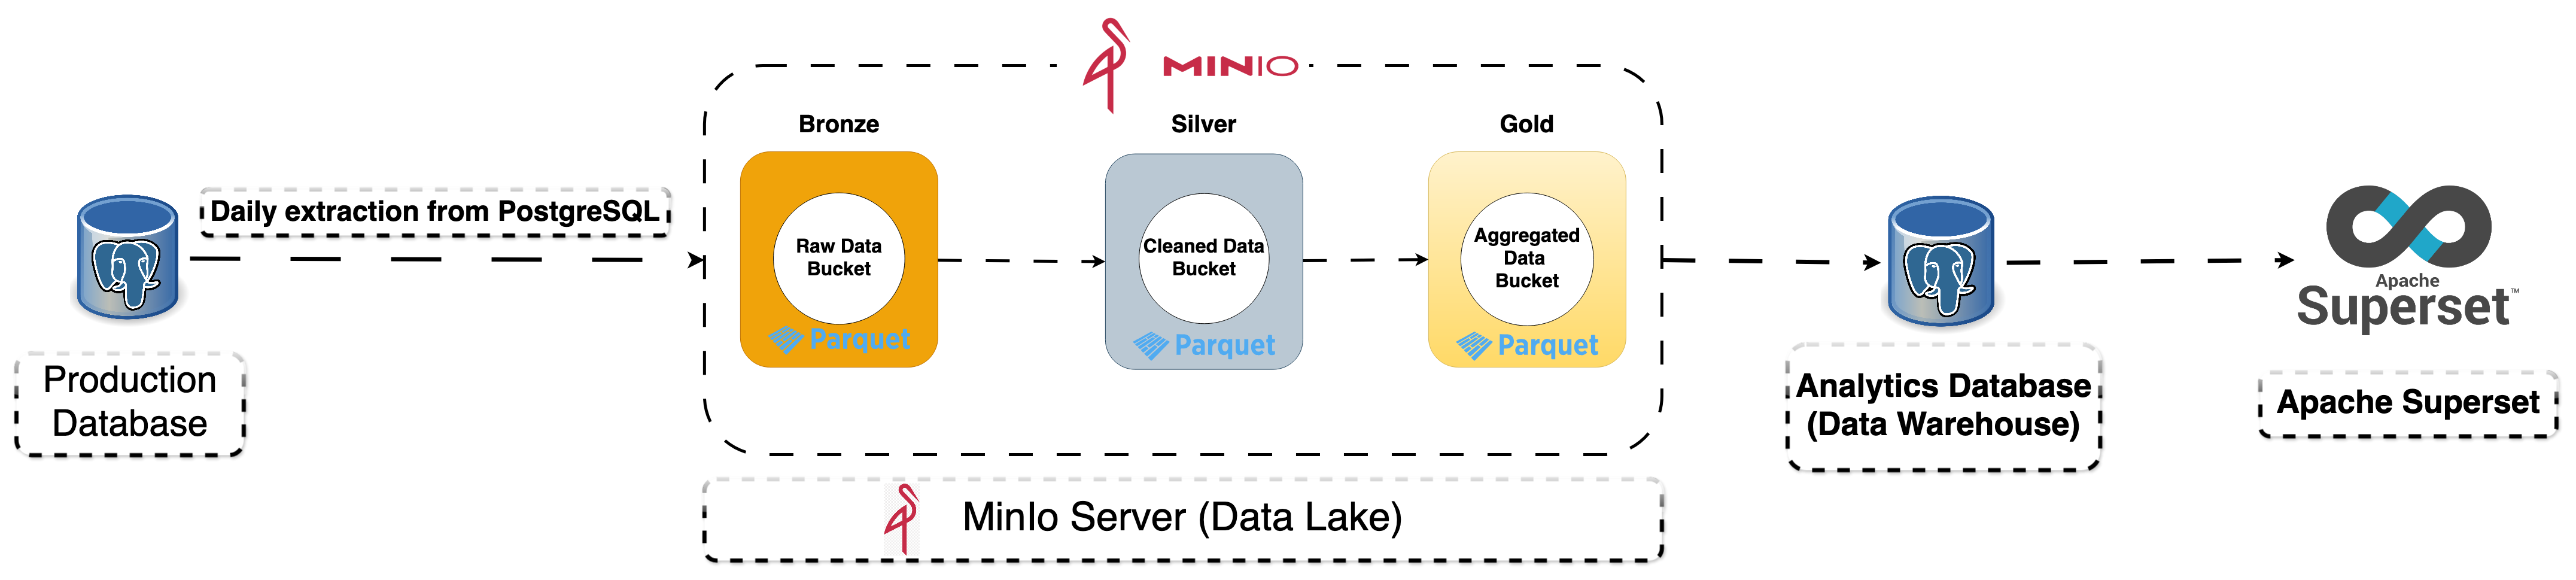 MINIO
Bronze
Silver
Gold
Daily extraction from PostgreSQL
Raw Data
Bucket
Cleaned Data
Bucket
Aggregated
Data
Bucket
Parquet
Parquet
Parquet
Apache
Superset™
Production
Database
Analytics Database
(Data Warehouse)
Apache Superset
MinIo Server (Data Lake)